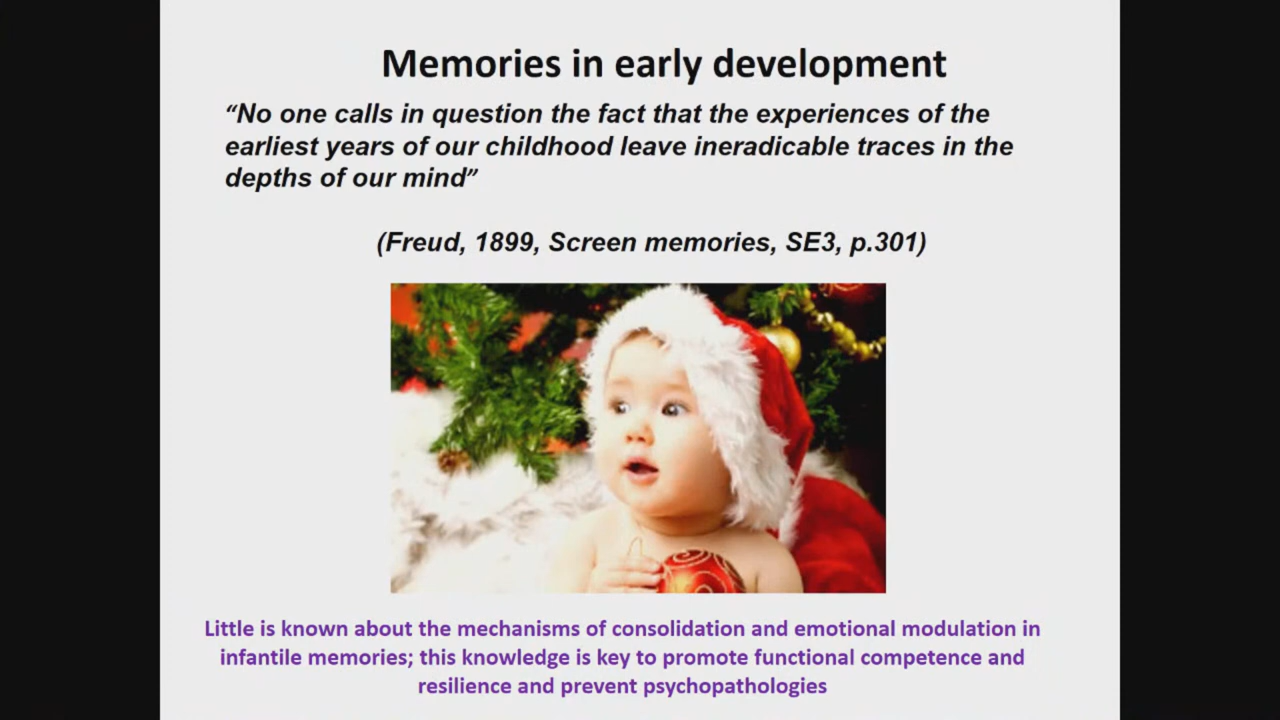 Memories in early development
“No one calls in question the fact that the experiences of the
earliest years of our childhood leave ineradicable traces in the
depths of our mind”
(Freud, 1899, Screen memories, SE3, p.301)
Little is known about the mechanisms of consolidation and emotional modulation in
infantile memories; this knowledge is key to promote functional competence and
resilience and prevent psychopathologies